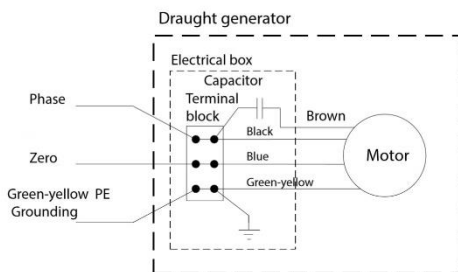 Draught generator
Electrical box
Capacitor
Phase
Terminal
block
Brown
Black
Zero
Blue
Motor
Green-yellow PE
Grounding
Green-yellow